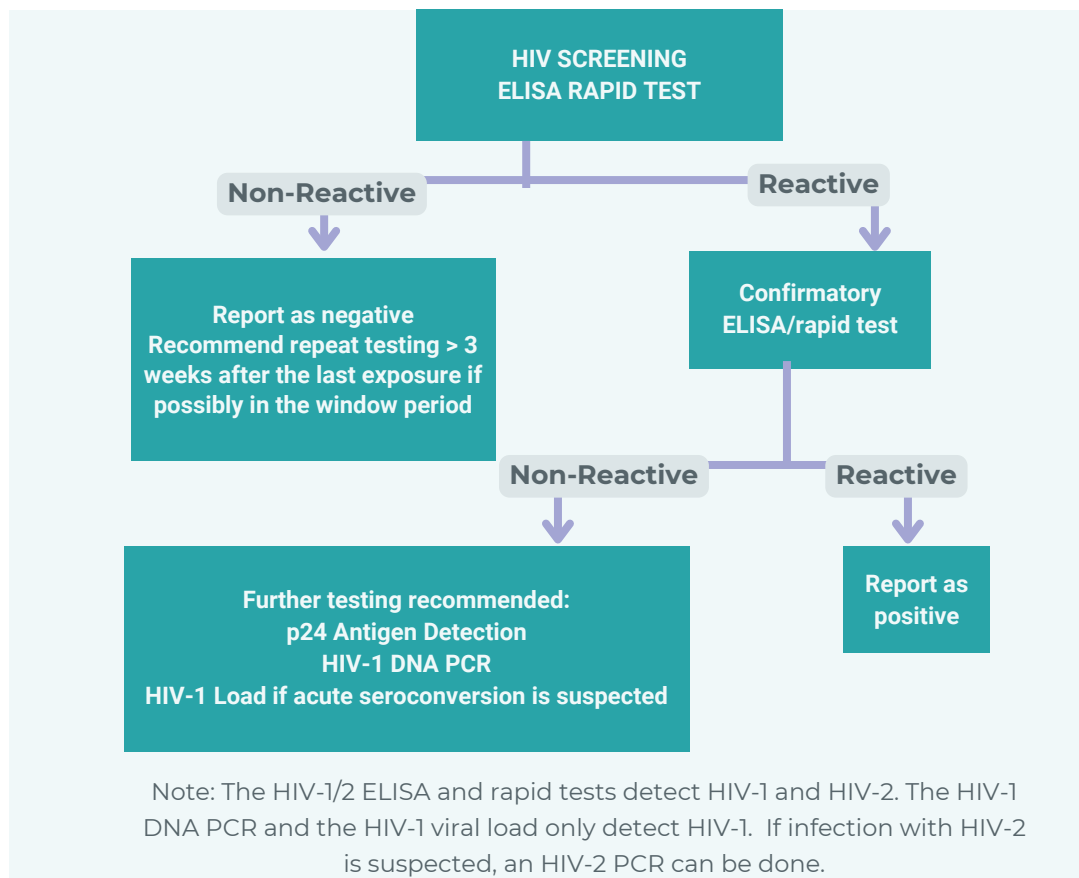 HIV SCREENING
ELISA RAPID TEST
Non-Reactive
Reactive
Report as negative
Recommend repeat testing > 3
weeks after the last exposure if
possibly in the window period
Confirmatory
ELISA/rapid test
Non-Reactive
Reactive
Further testing recommended:
p24 Antigen Detection
HIV-1 DNA PCR
HIV-1 Load if acute seroconversion is suspected
Report as
positive
Note: The HIV-1/2 ELISA and rapid tests detect HIV-1 and HIV-2. The HIV-1
DNA PCR and the HIV-1 viral load only detect HIV-1. If infection with HIV-2
is suspected, an HIV-2 PCR can be done.